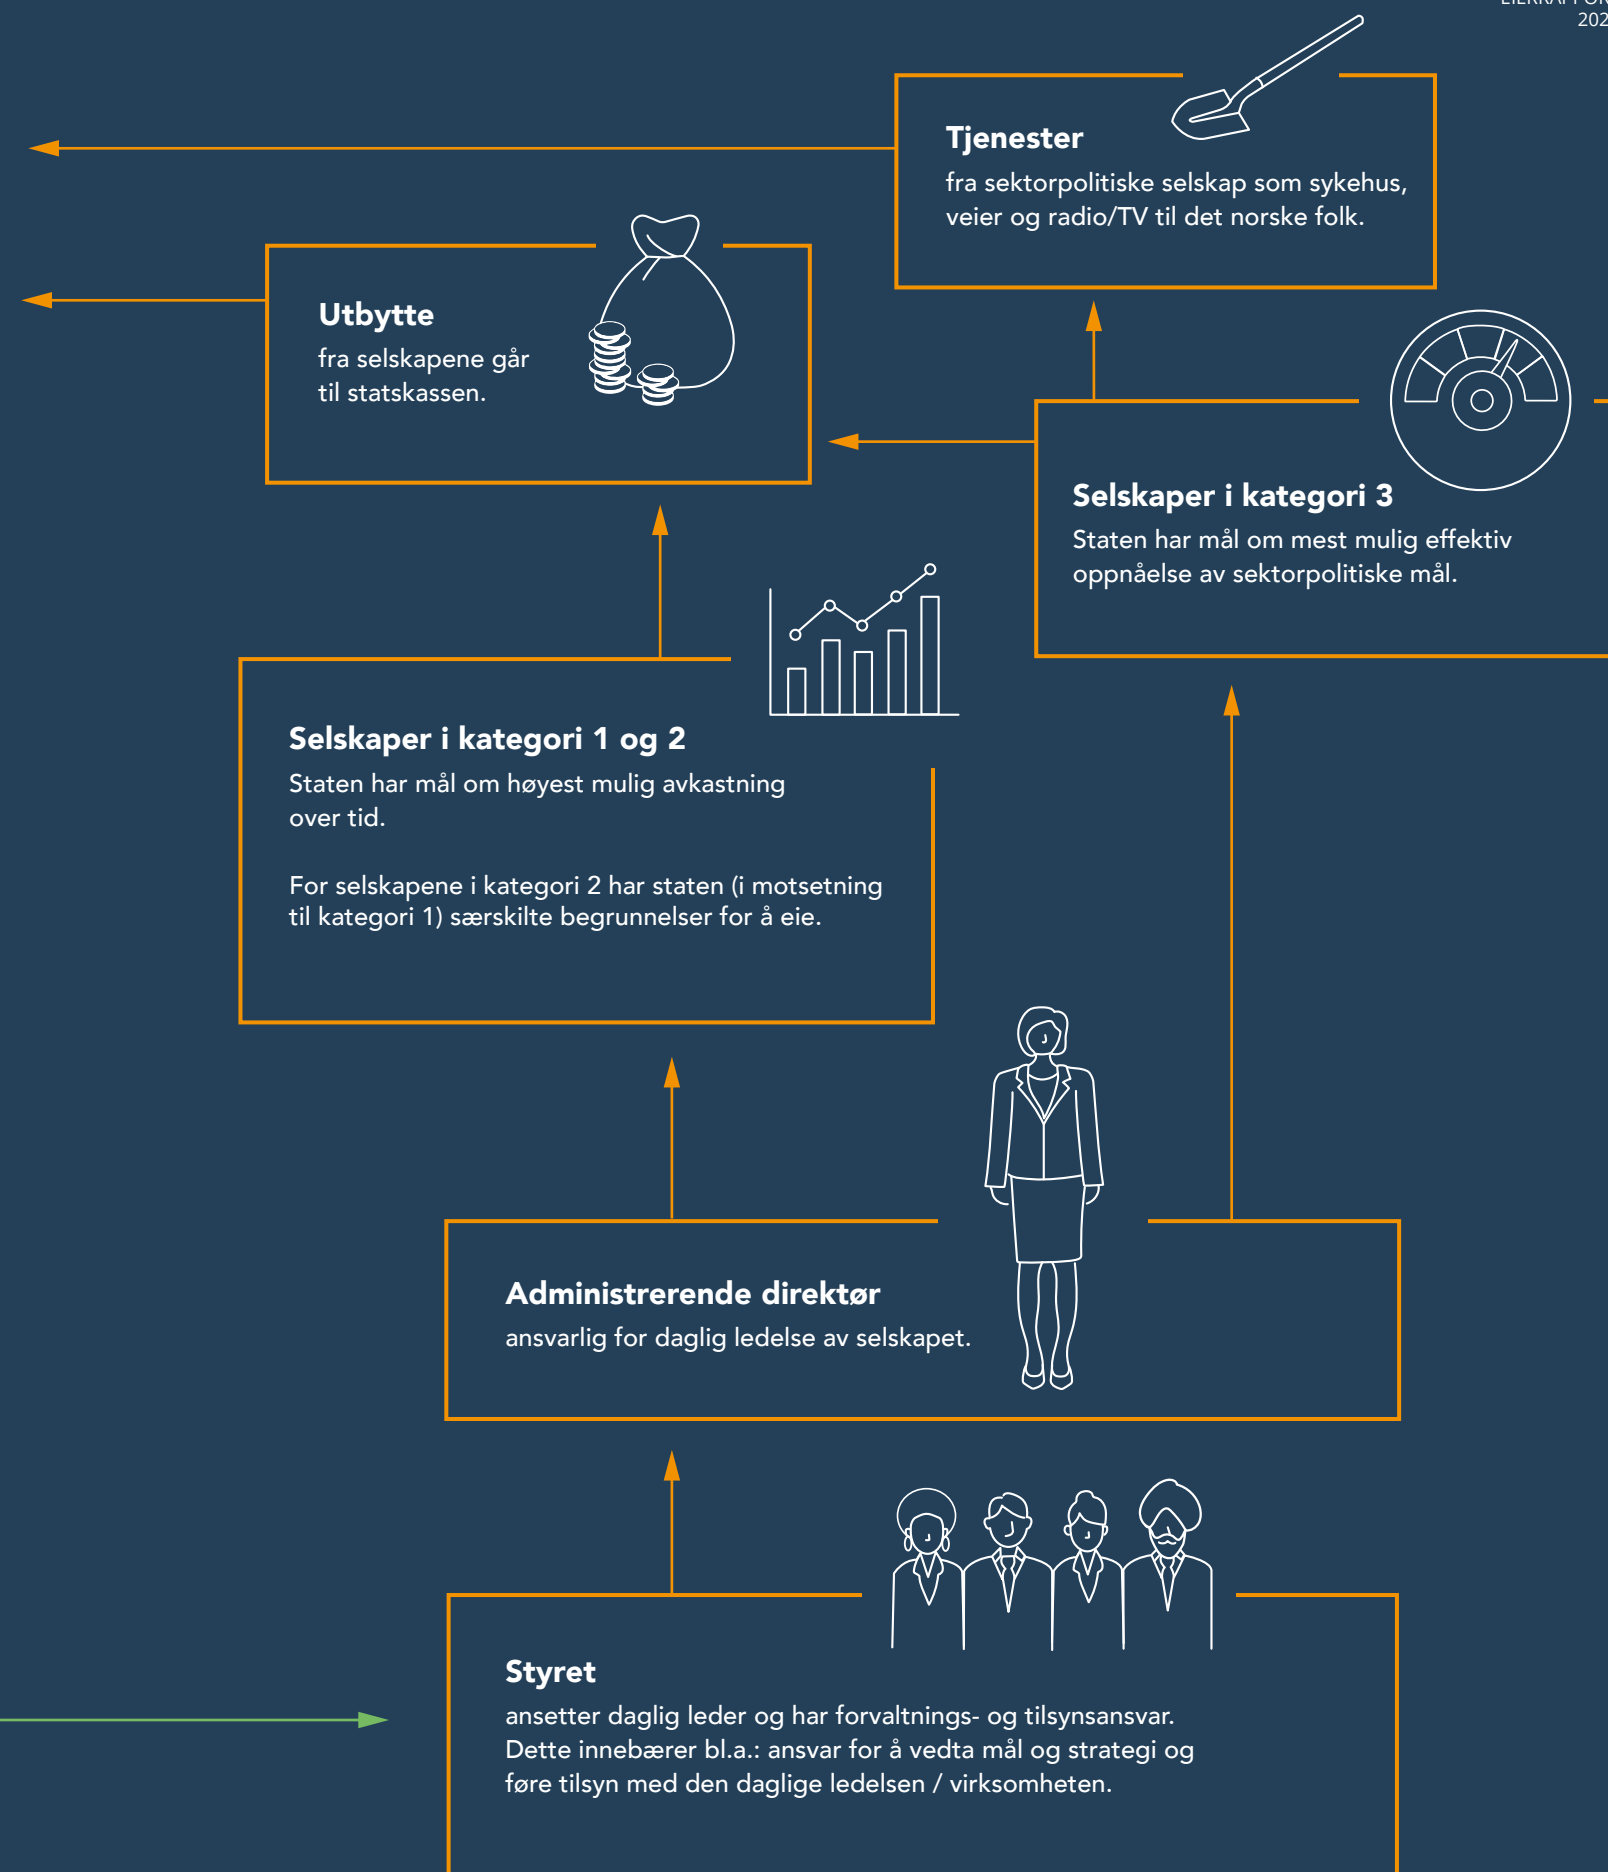 Tjenester
fra sektorpolitiske selskap som sykehus,
veier og radio/TV til det norske folk.
Utbytte
fra selskapene går
til statskassen.
Selskaper i kategori 3
Staten har mål om mest mulig effektiv
oppnåelse av sektorpolitiske mål.
Selskaper i kategori 1 og 2
Staten har mål om høyest mulig avkastning
over tid.
For selskapene i kategori 2 har staten (i motsetning
til kategori 1) særskilte begrunnelser for å eie.
Administrerende direktør
ansvarlig for daglig ledelse av selskapet.
Styret
ansetter daglig leder og har forvaltnings- og tilsynsansvar.
Dette innebærer bl.a.: ansvar for å vedta mål og strategi og
føre tilsyn med den daglige ledelsen / virksomheten.